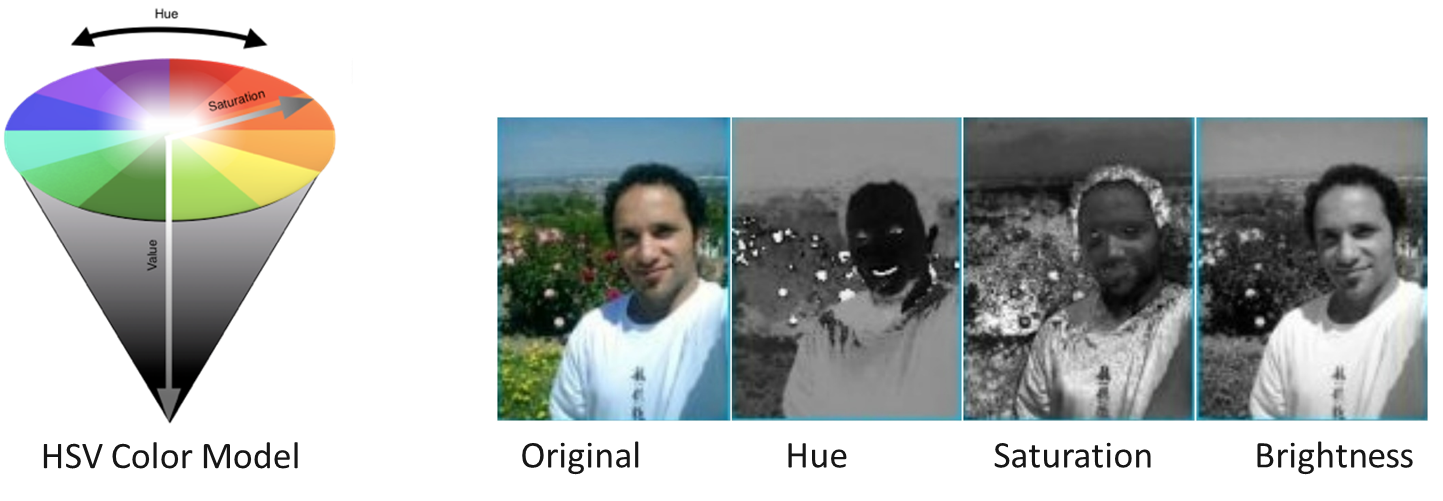 Hue
Saturation
Value
HSV Color Model
Original
Hue
Saturation
Brightness